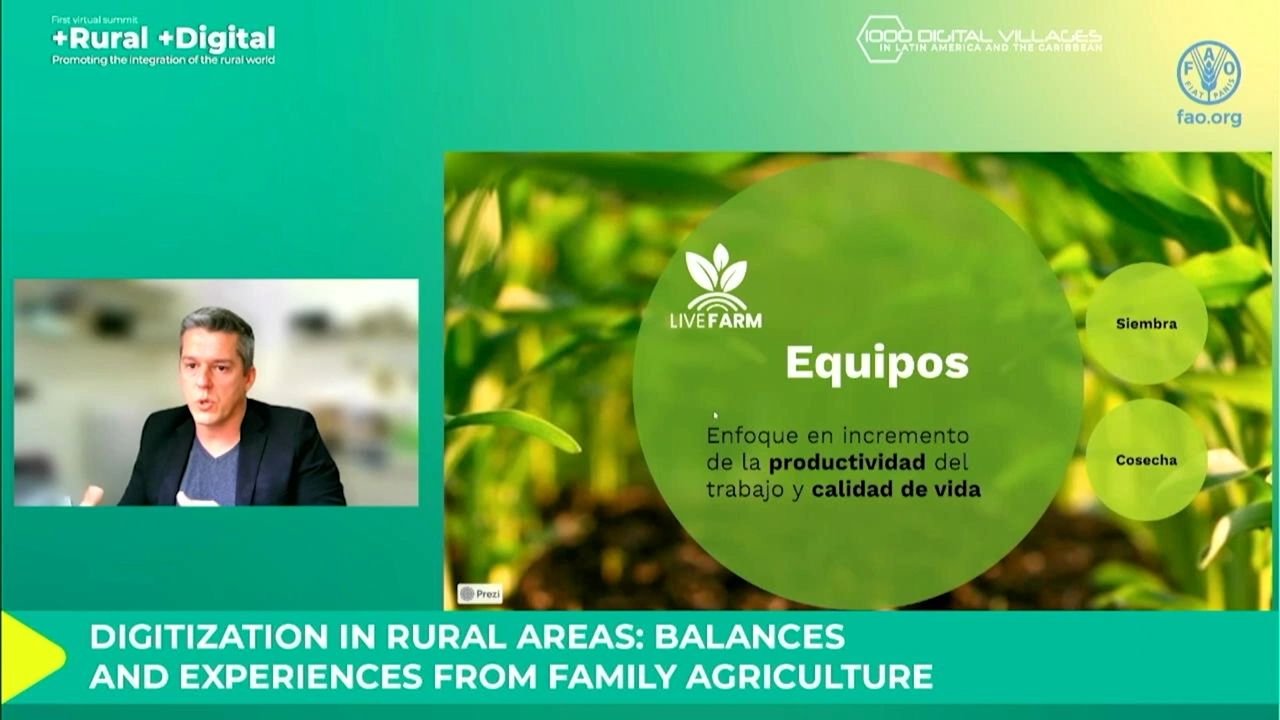 First virtual summit
+Rural +Digital
Promoting the integration of the rural world
1000 DIGITAL VILLAGES
IN LATIN AMERICA AND THE CARIBBEAN
F A O
FIAT PANIS
fao.org
LIVEFARM
Equipos
Enfoque en incremento
de la productividad del
trabajo y calidad de vida
Siembra
Cosecha
Prezi
DIGITIZATION IN RURAL AREAS: BALANCES
AND EXPERIENCES FROM FAMILY AGRICULTURE